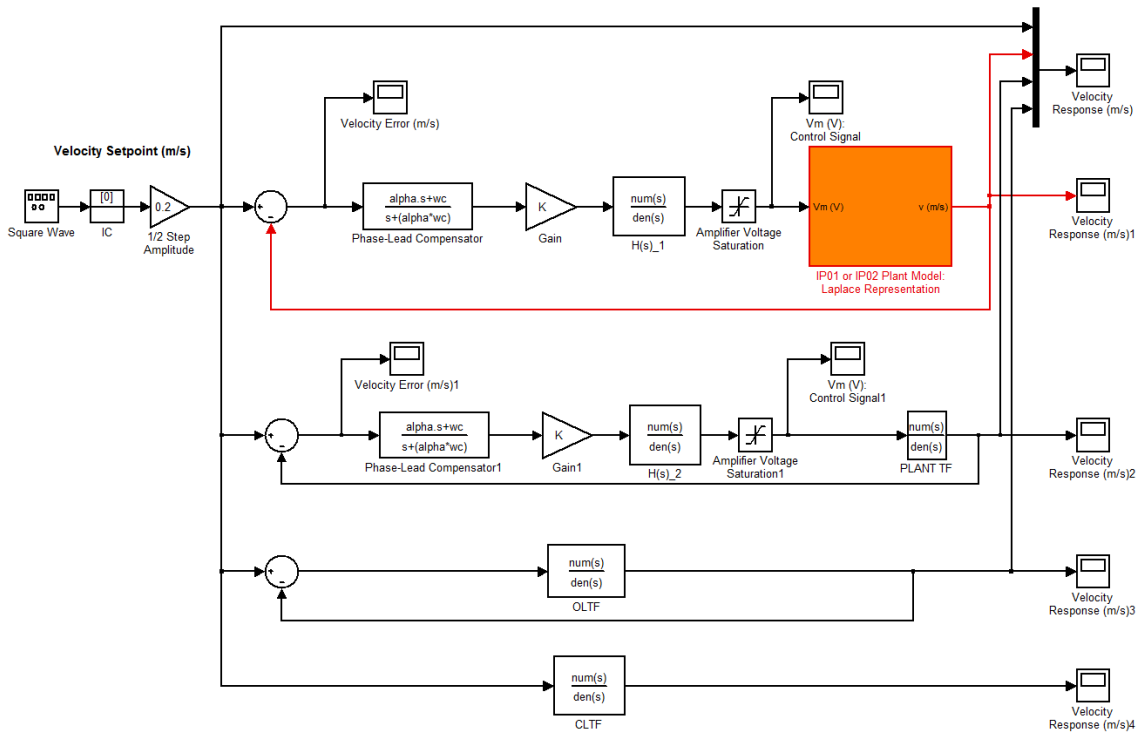 Velocity
Response (m/s)
Velocity Error (m/s)
Vm (V):
Control Signal
Velocity Setpoint (m/s)
[0]
0.2
+
-
alpha.s+wc
s+(alpha*wc)
K
num(s)
den(s)
Vm (V)
v (m/s)
Velocity
Response (m/s)1
Square Wave
IC
1/2 Step
Amplitude
Phase-Lead Compensator
Gain
H(s)_1
Amplifier Voltage
Saturation
IP01 or IP02 Plant Model:
Laplace Representation
Velocity Error (m/s)1
Vm (V):
Control Signal1
+
-
alpha.s+wc
s+(alpha*wc)
K
num(s)
den(s)
num(s)
den(s)
Phase-Lead Compensator1
Gain1
H(s)_2
Amplifier Voltage
Saturation1
PLANT TF
Velocity
Response (m/s)2
+
-
num(s)
den(s)
OLTF
Velocity
Response (m/s)3
num(s)
den(s)
CLTF
Velocity
Response (m/s)4